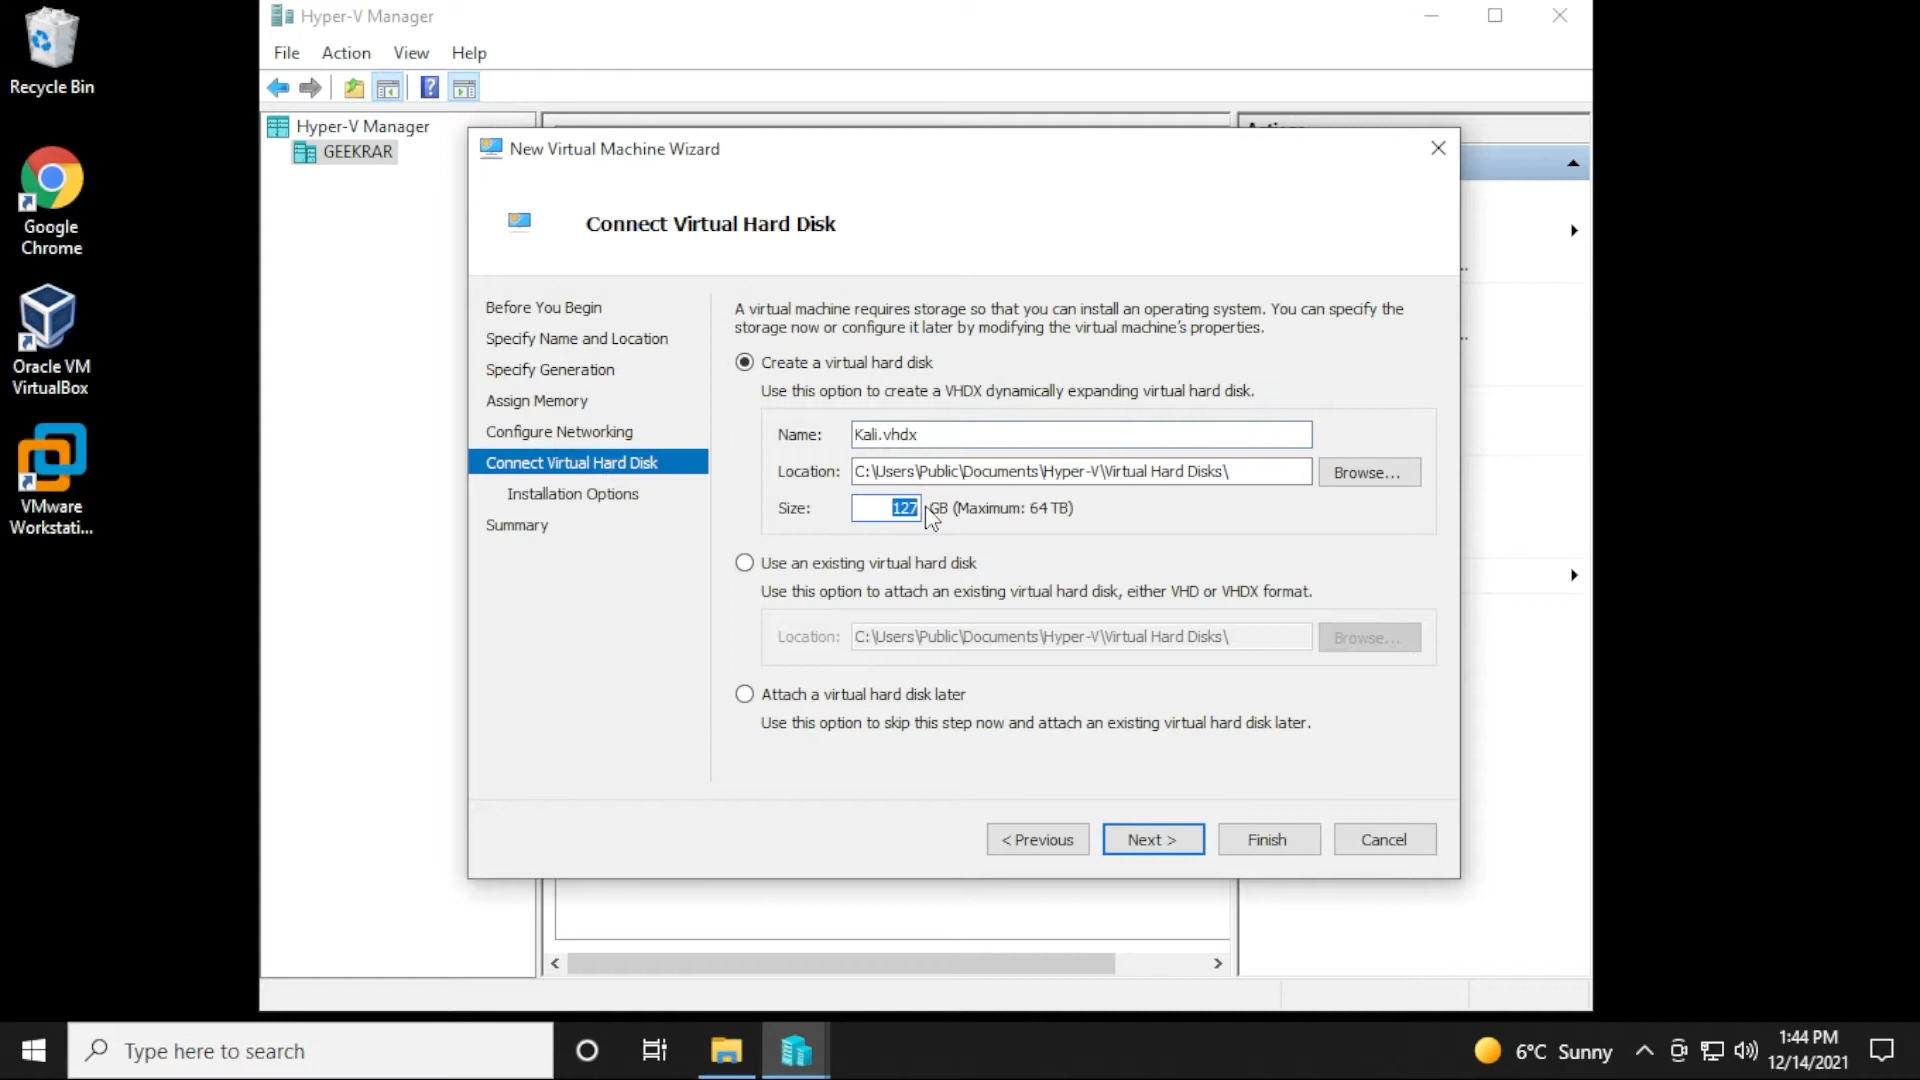 Recycle Bin
Google
Chrome
Oracle VM
VirtualBox
VMware
Workstati...
Hyper-V Manager
File Action View Help
Hyper-V Manager
GEEKRAR
New Virtual Machine Wizard
Connect Virtual Hard Disk
Before You Begin
Specify Name and Location
Specify Generation
Assign Memory
Configure Networking
Connect Virtual Hard Disk
Installation Options
Summary
A virtual machine requires storage so that you can install an operating system. You can specify the
storage now or configure it later by modifying the virtual machine's properties.
Create a virtual hard disk
Use this option to create a VHDX dynamically expanding virtual hard disk.
Name: Kali.vhdx
Location: C:\Users\Public\Documents\Hyper-V\Virtual Hard Disks\ Browse...
Size: 127 GB (Maximum: 64 TB)
Use an existing virtual hard disk
Use this option to attach an existing virtual hard disk, either VHD or VHDX format.
Location: C:\Users\Public\Documents\Hyper-V\Virtual Hard Disks\ Browse...
Attach a virtual hard disk later
Use this option to skip this step now and attach an existing virtual hard disk later.
< Previous Next > Finish Cancel
Type here to search
6°C Sunny
1:44 PM
12/14/2021